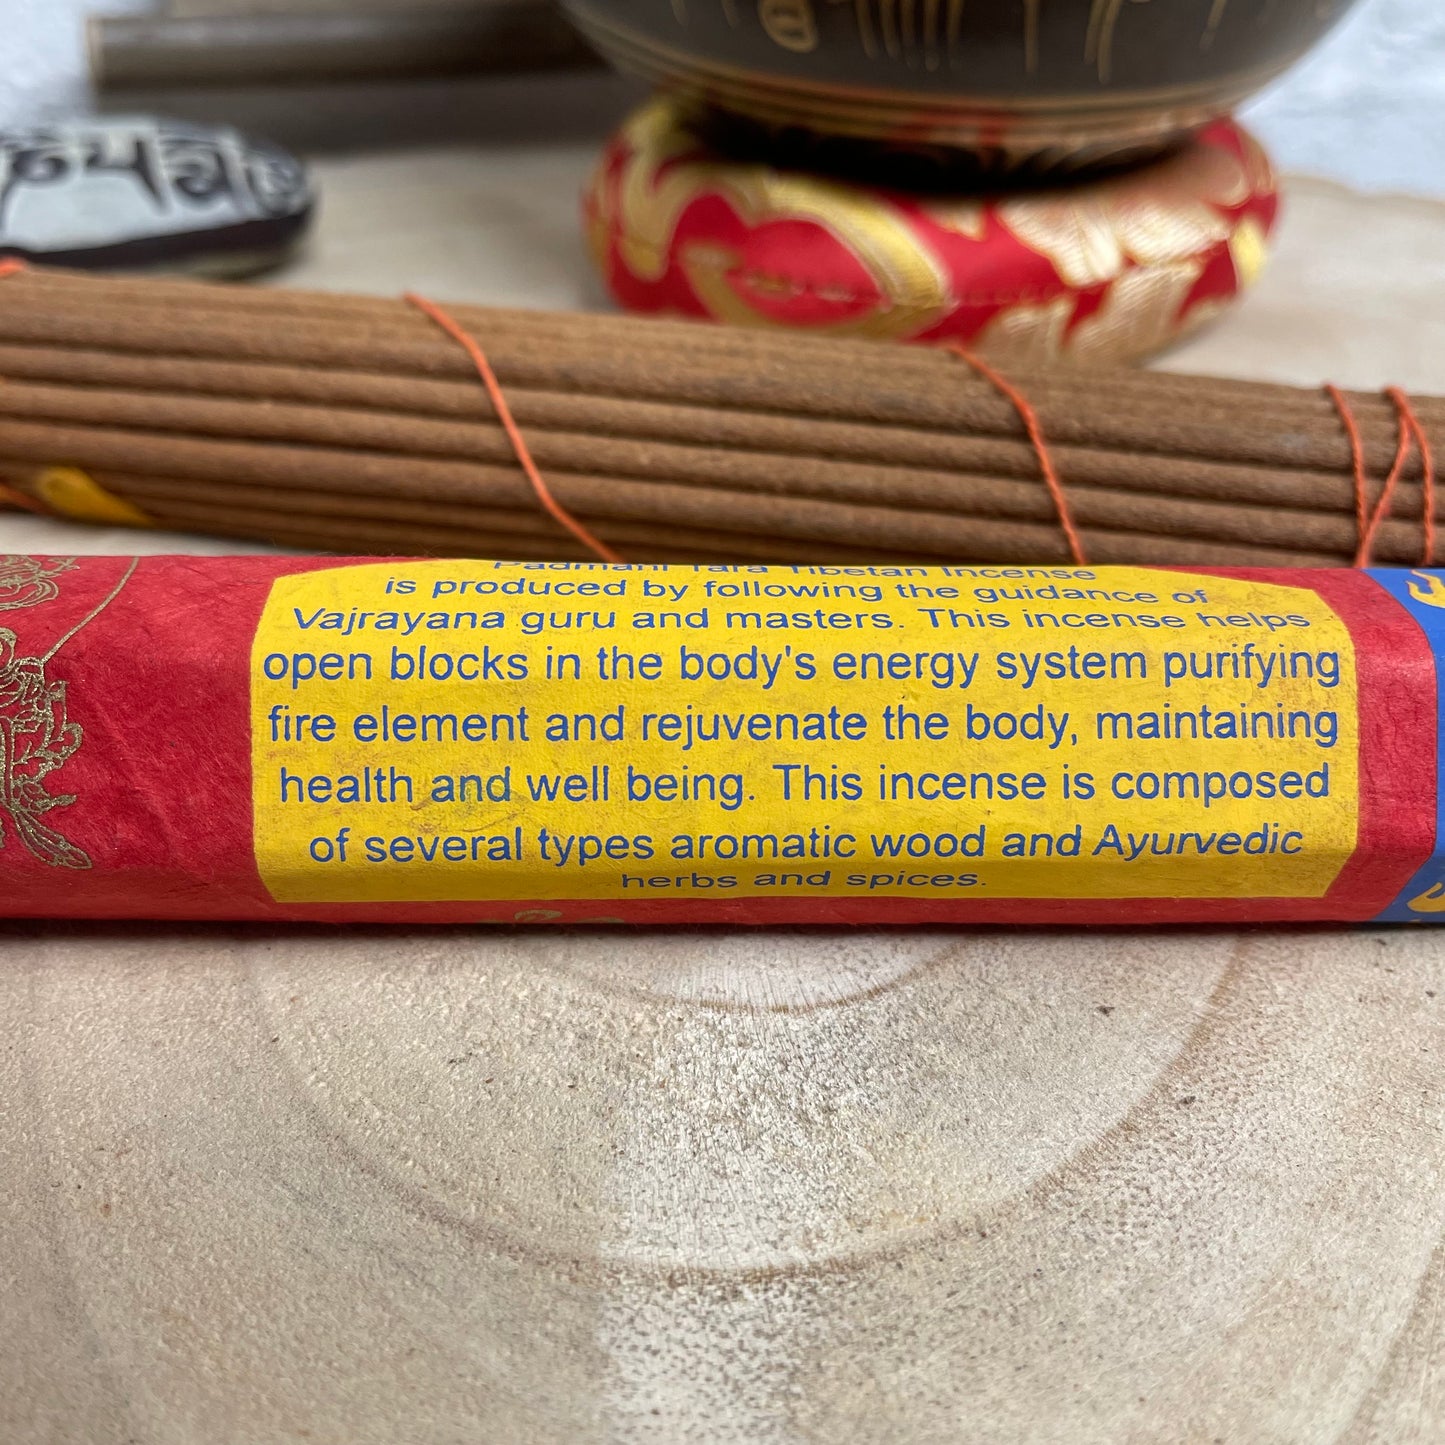 Padmani Tara Tibetan Incense
is produced by following the guidance of
Vajrayana guru and masters. This incense helps
open blocks in the body's energy system purifying
fire element and rejuvenate the body, maintaining
health and well being. This incense is composed
of several types aromatic wood and Ayurvedic
herbs and spices.